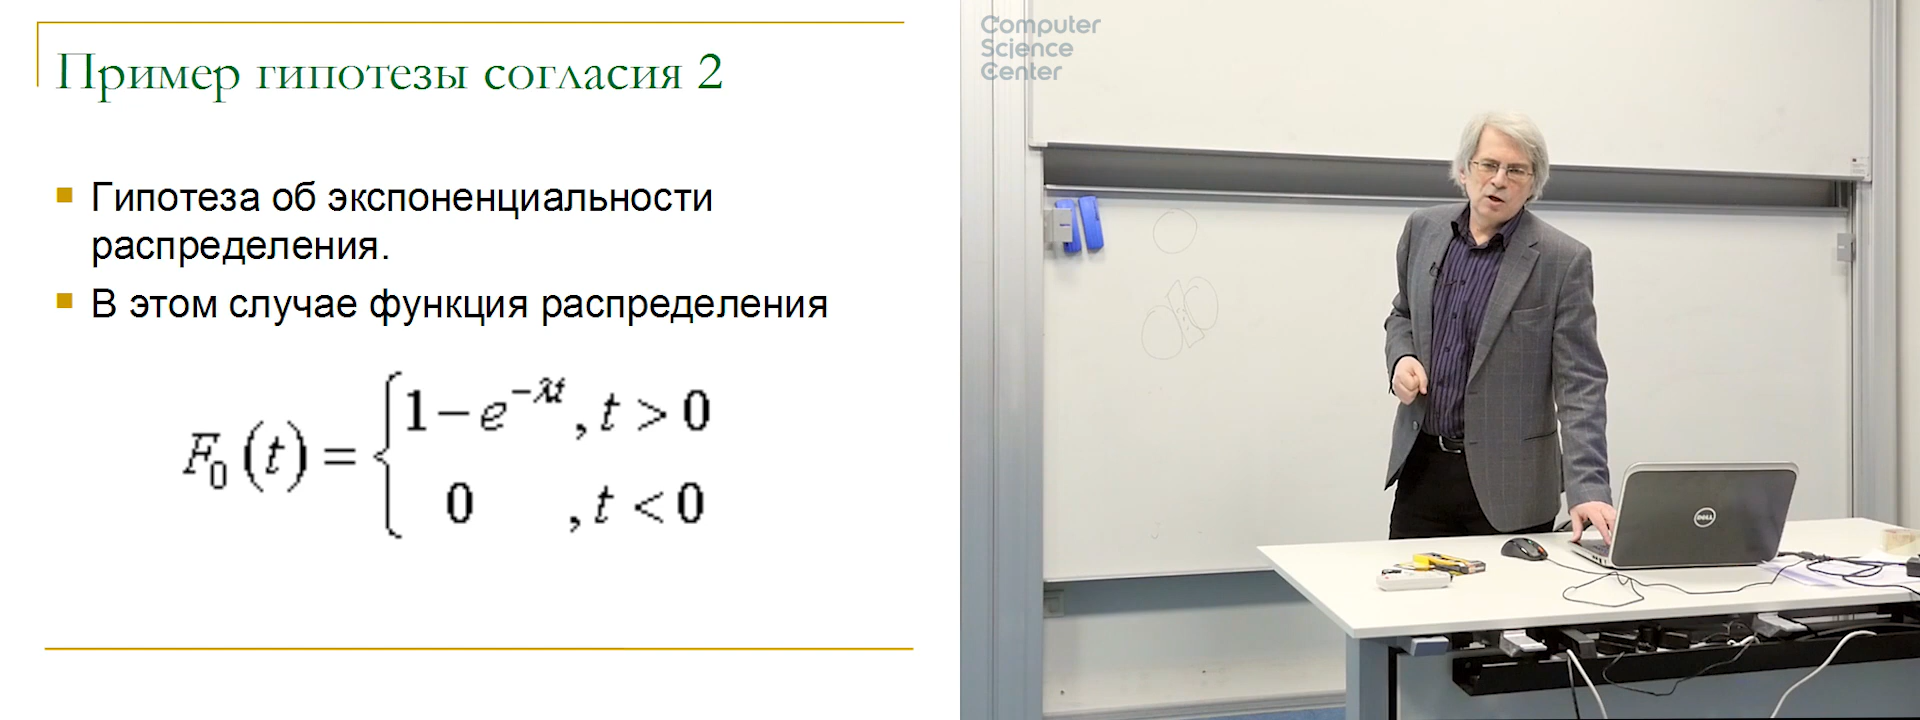 Пример гипотезы согласия 2
Гипотеза об экспоненциальности
распределения.
В этом случае функция распределения
F₀(t) = { 1 − e^{−λt}, t > 0
0, t < 0
Computer
Science
Center
DELL